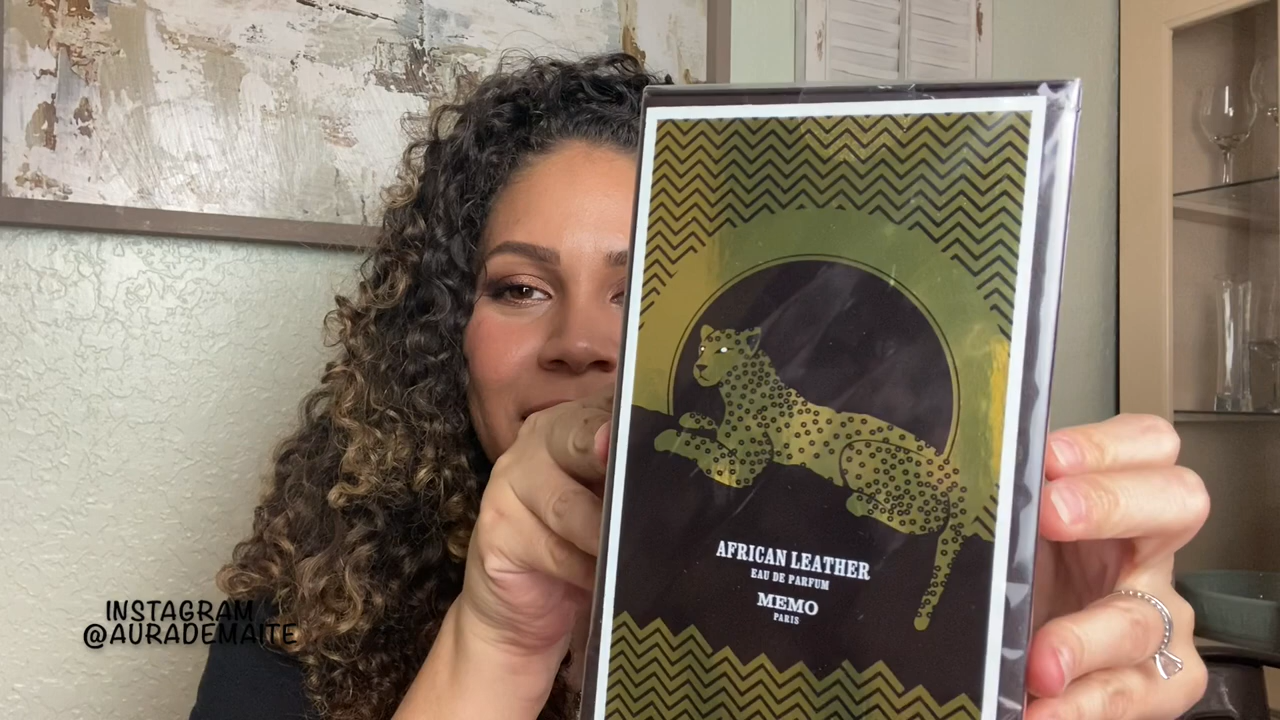 AFRICAN LEATHER
EAU DE PARFUM
MEMO
PARIS
INSTAGRAM
@AURADEMAITE